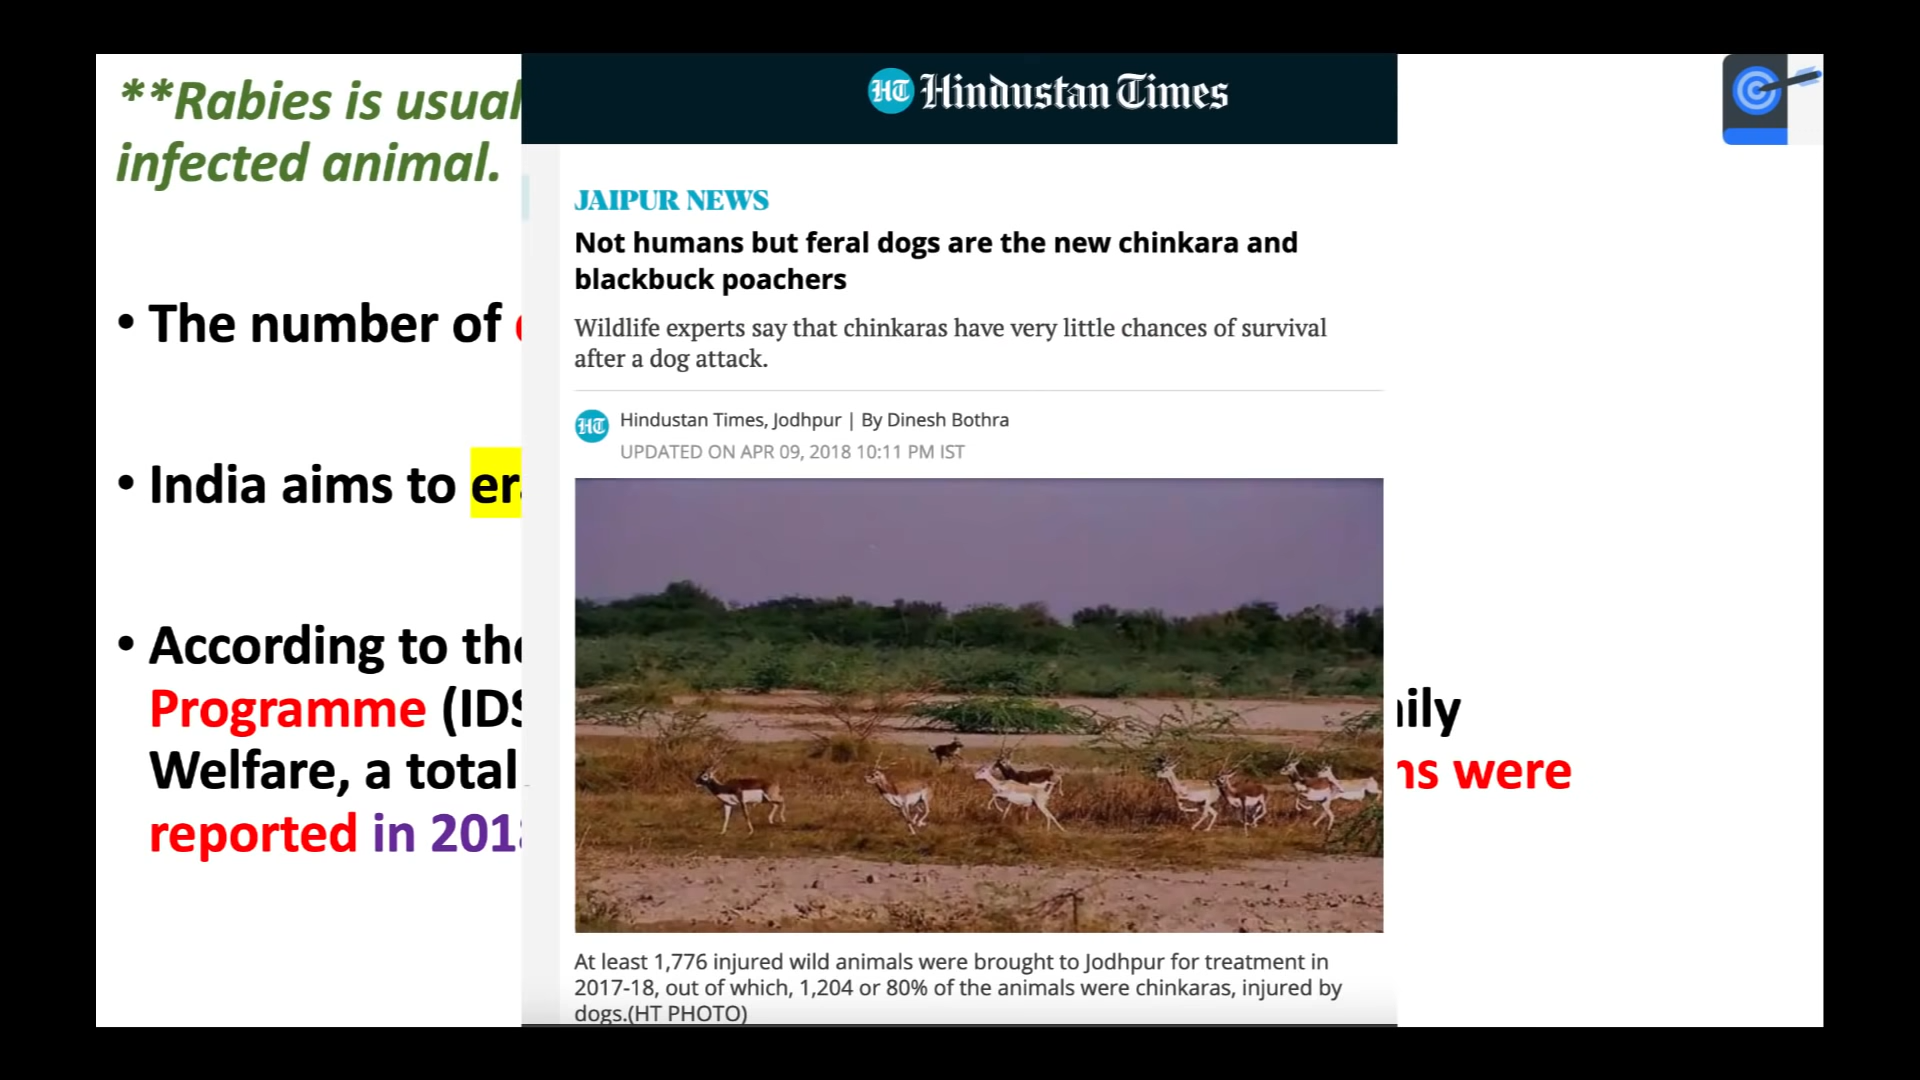 **Rabies is usual
infected animal.
• The number of
• India aims to
• According to the
Programme (IDS
ily
Welfare, a total
were
reported in 201
HT Hindustan Times
JAIPUR NEWS
Not humans but feral dogs are the new chinkara and
blackbuck poachers
Wildlife experts say that chinkaras have very little chances of survival
after a dog attack.
HT Hindustan Times, Jodhpur | By Dinesh Bothra
UPDATED ON APR 09, 2018 10:11 PM IST
At least 1,776 injured wild animals were brought to Jodhpur for treatment in
2017-18, out of which, 1,204 or 80% of the animals were chinkaras, injured by
dogs.(HT PHOTO)